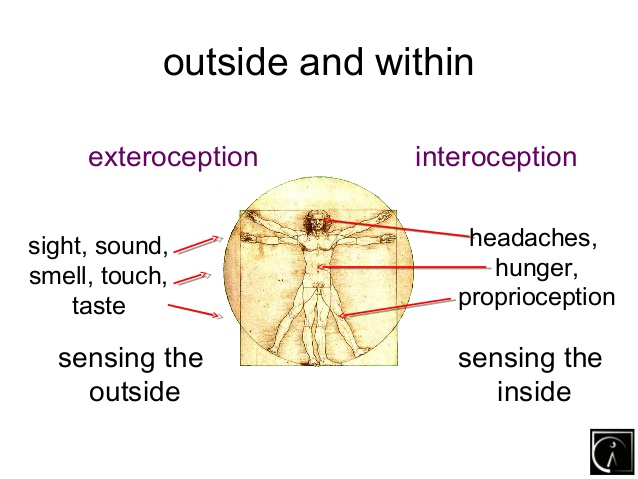 outside and within
exteroception
interoception
sight, sound,
smell, touch,
taste
headaches,
hunger,
proprioception
sensing the
outside
sensing the
inside